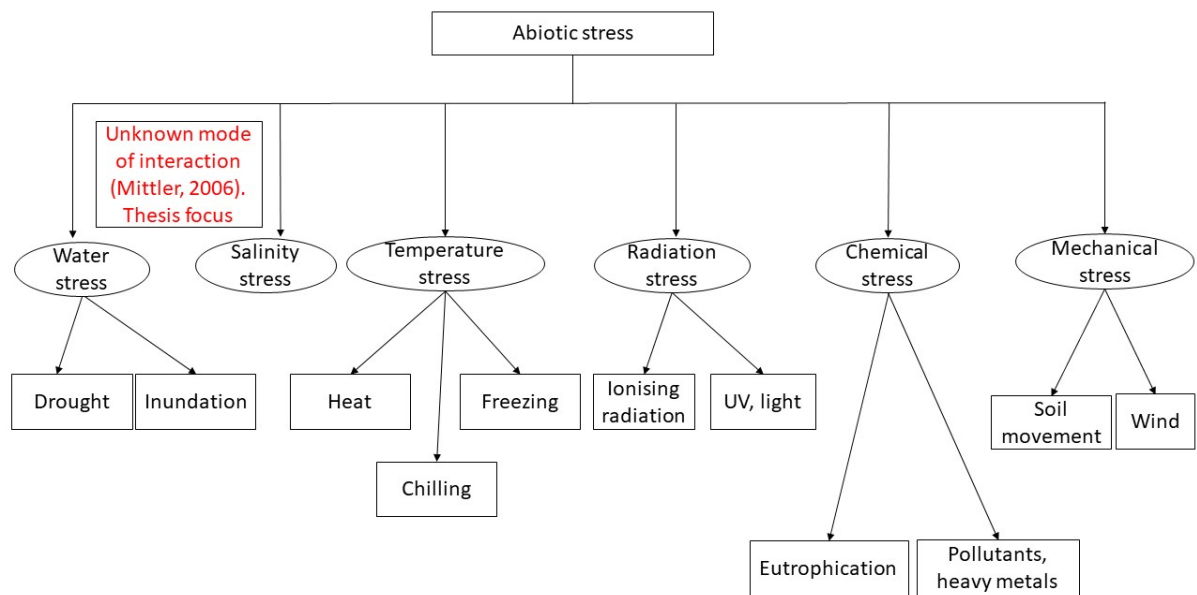 Abiotic stress
Unknown mode
of interaction
(Mittler, 2006).
Thesis focus
Water
stress
Salinity
stress
Temperature
stress
Radiation
stress
Chemical
stress
Mechanical
stress
Drought
Inundation
Heat
Freezing
Chilling
Ionising
radiation
UV, light
Eutrophication
Pollutants,
heavy metals
Soil
movement
Wind